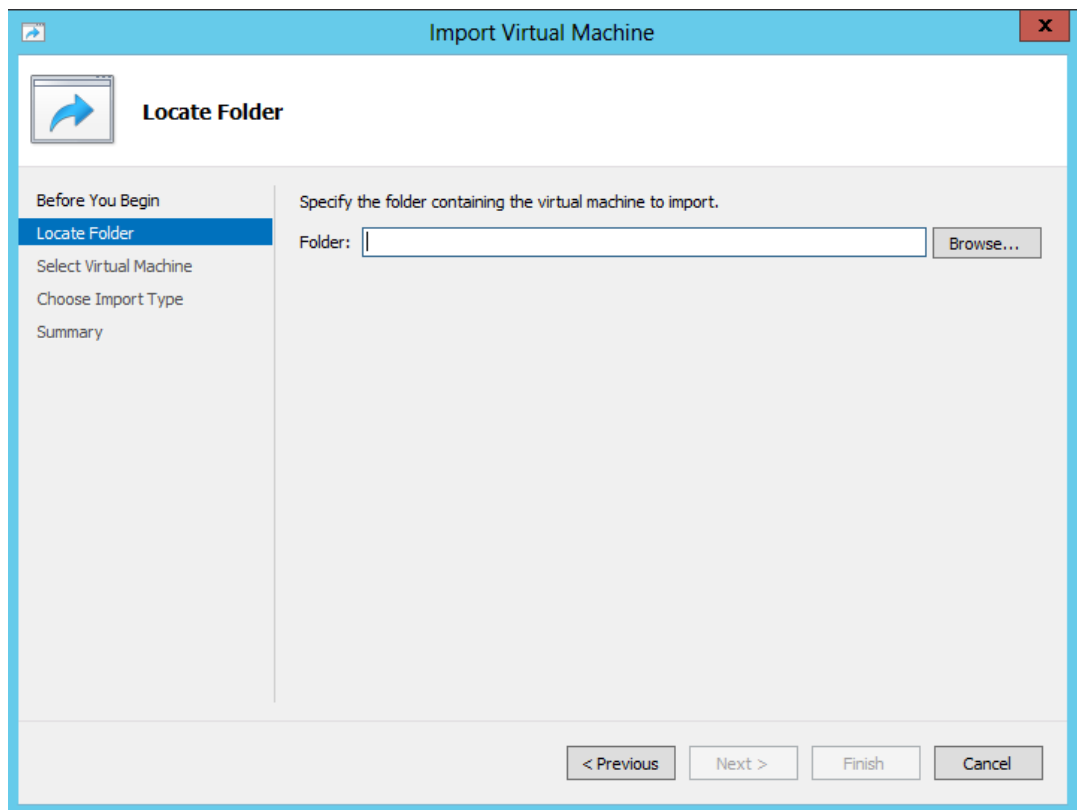 Import Virtual Machine
x
Locate Folder
Before You Begin
Locate Folder
Select Virtual Machine
Choose Import Type
Summary
Specify the folder containing the virtual machine to import.
Folder:
Browse...
< Previous
Next >
Finish
Cancel